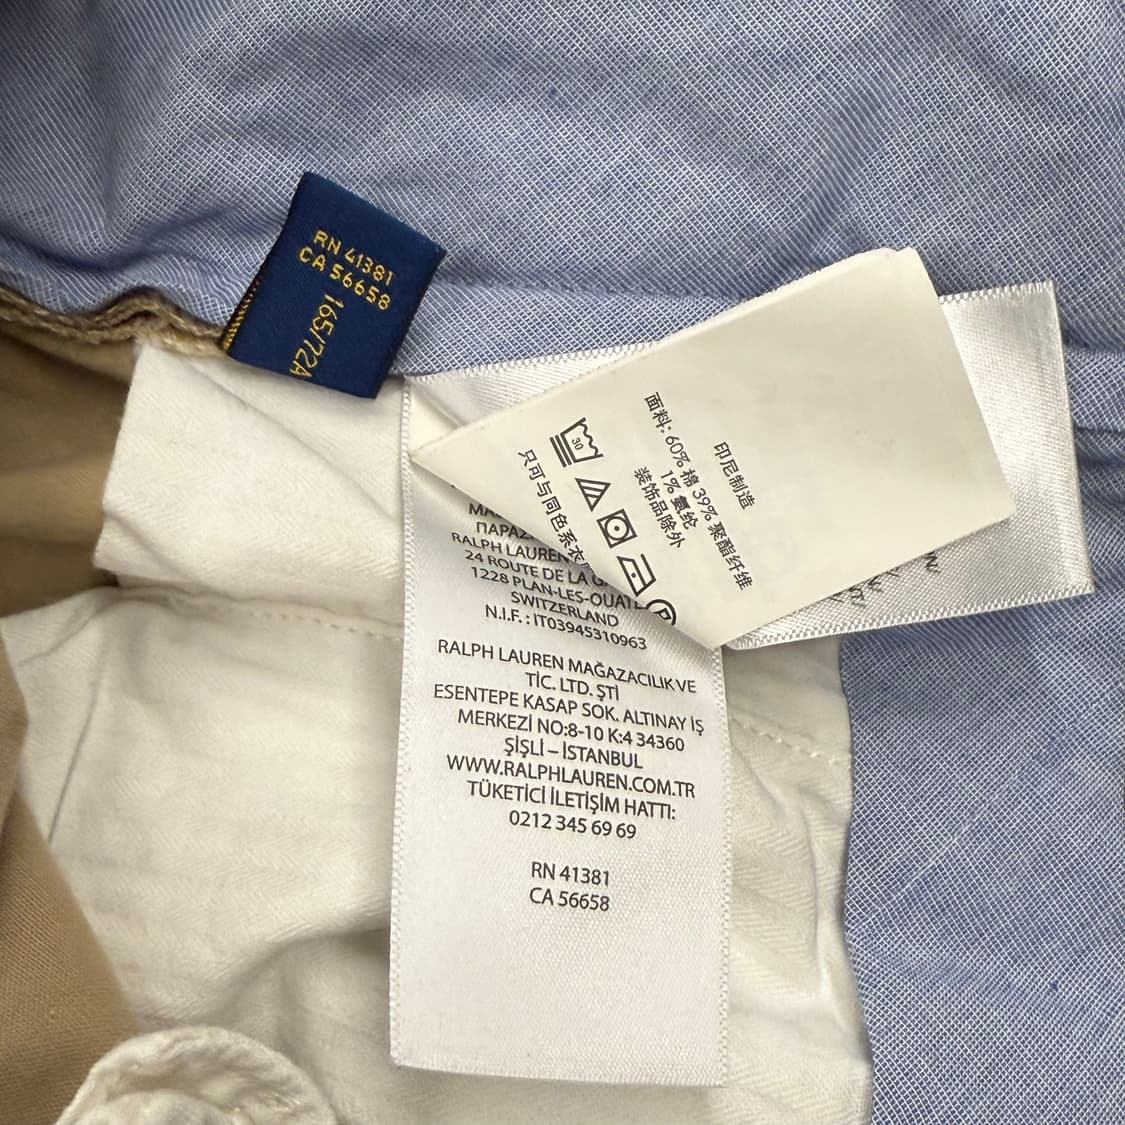 RN 41381
CA 56658
165/72A
印尼制造
面料: 60% 棉 39% 聚酯纤维
1% 氨纶
装饰品除外
30
P
只可与同色系衣
RALPH LAUREN
24 ROUTE DE LA
1228 PLAN-LES-OUATE
SWITZERLAND
N.I.F. : IT03945310963
RALPH LAUREN MAĞAZACILIK VE
TİC. LTD. ŞTİ
ESENTEPE KASAP SOK. ALTINAY İŞ
MERKEZİ NO:8-10 K:4 34360
ŞİŞLİ – İSTANBUL
WWW.RALPHLAUREN.COM.TR
TÜKETİCİ İLETİŞİM HATTI:
0212 345 69 69
RN 41381
CA 56658